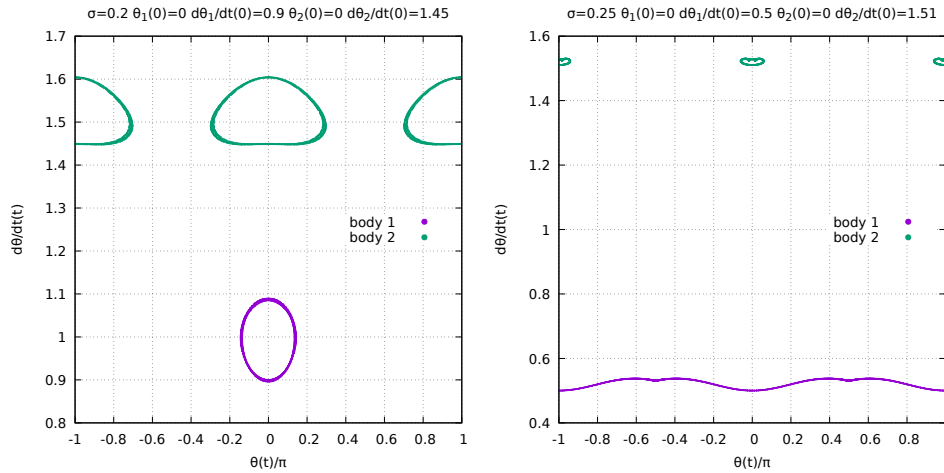 σ=0.2 θ₁(0)=0 dθ₁/dt(0)=0.9 θ₂(0)=0 dθ₂/dt(0)=1.45
1.8
1.7
1.6
1.5
1.4
1.3
1.2
1.1
1
0.9
0.8
dθ/dt(t)
body 1
body 2
-1 -0.8 -0.6 -0.4 -0.2 0 0.2 0.4 0.6 0.8 1
θ(t)/π
σ=0.25 θ₁(0)=0 dθ₁/dt(0)=0.5 θ₂(0)=0 dθ₂/dt(0)=1.51
1.6
1.4
1.2
1
0.8
0.6
0.4
dθ/dt(t)
body 1
body 2
-1 -0.8 -0.6 -0.4 -0.2 0 0.2 0.4 0.6 0.8
θ(t)/π